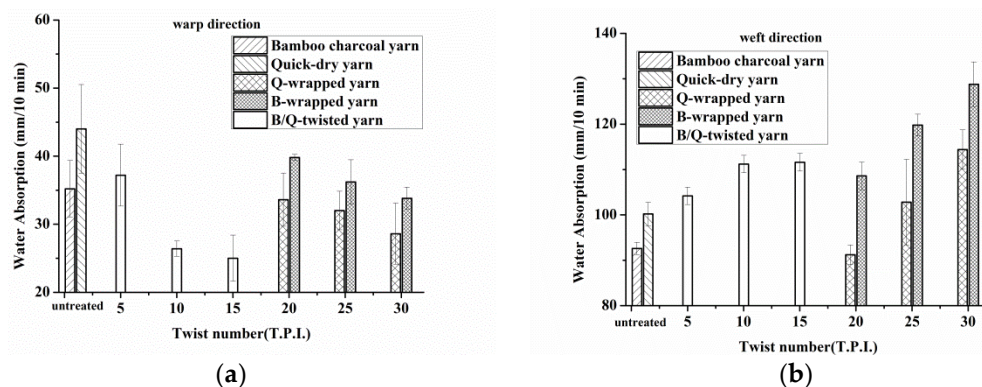 warp direction
Bamboo charcoal yarn
Quick-dry yarn
Q-wrapped yarn
B-wrapped yarn
B/Q-twisted yarn
Water Absorption (mm/10 min)
60
50
40
30
20
untreated 5 10 15 20 25 30
Twist number(T.P.I.)
(a)
weft direction
Bamboo charcoal yarn
Quick-dry yarn
Q-wrapped yarn
B-wrapped yarn
B/Q-twisted yarn
Water Absorption (mm/10 min)
140
120
100
80
untreated 5 10 15 20 25 30
Twist number(T.P.I.)
(b)